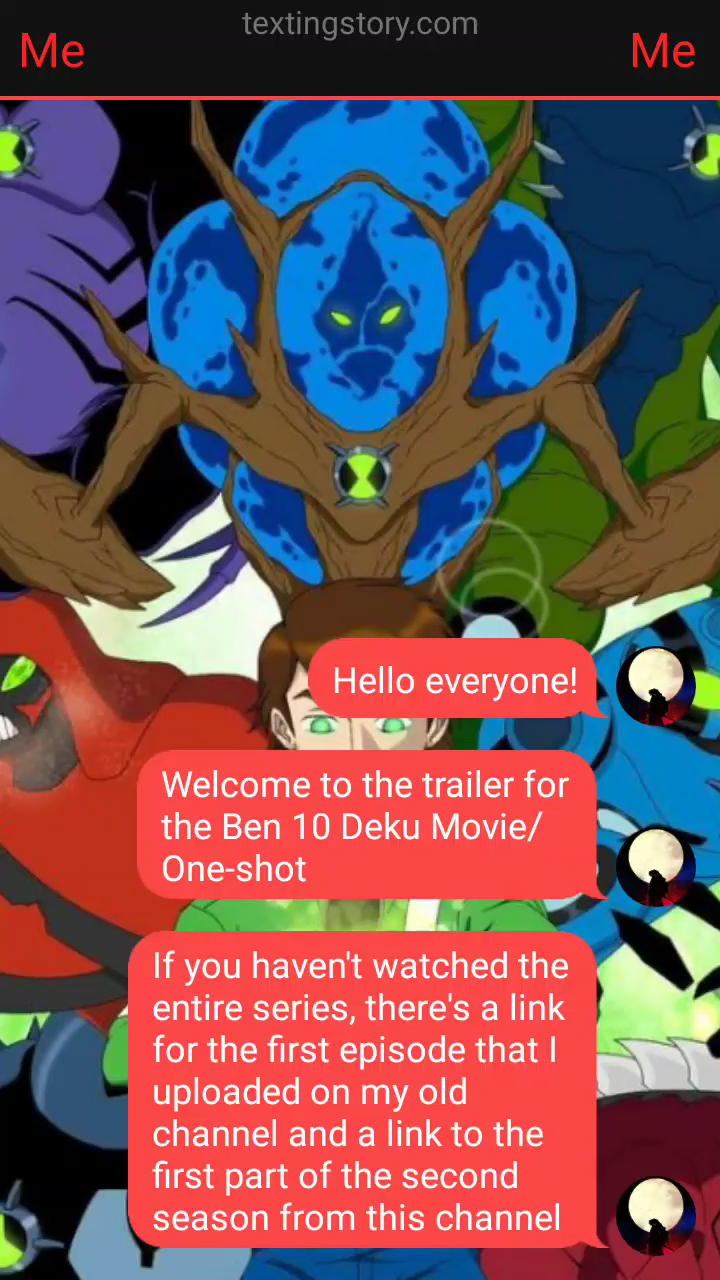 textingstory.com
Me
Me
Hello everyone!
Welcome to the trailer for
the Ben 10 Deku Movie/
One-shot
If you haven't watched the
entire series, there's a link
for the first episode that I
uploaded on my old
channel and a link to the
first part of the second
season from this channel